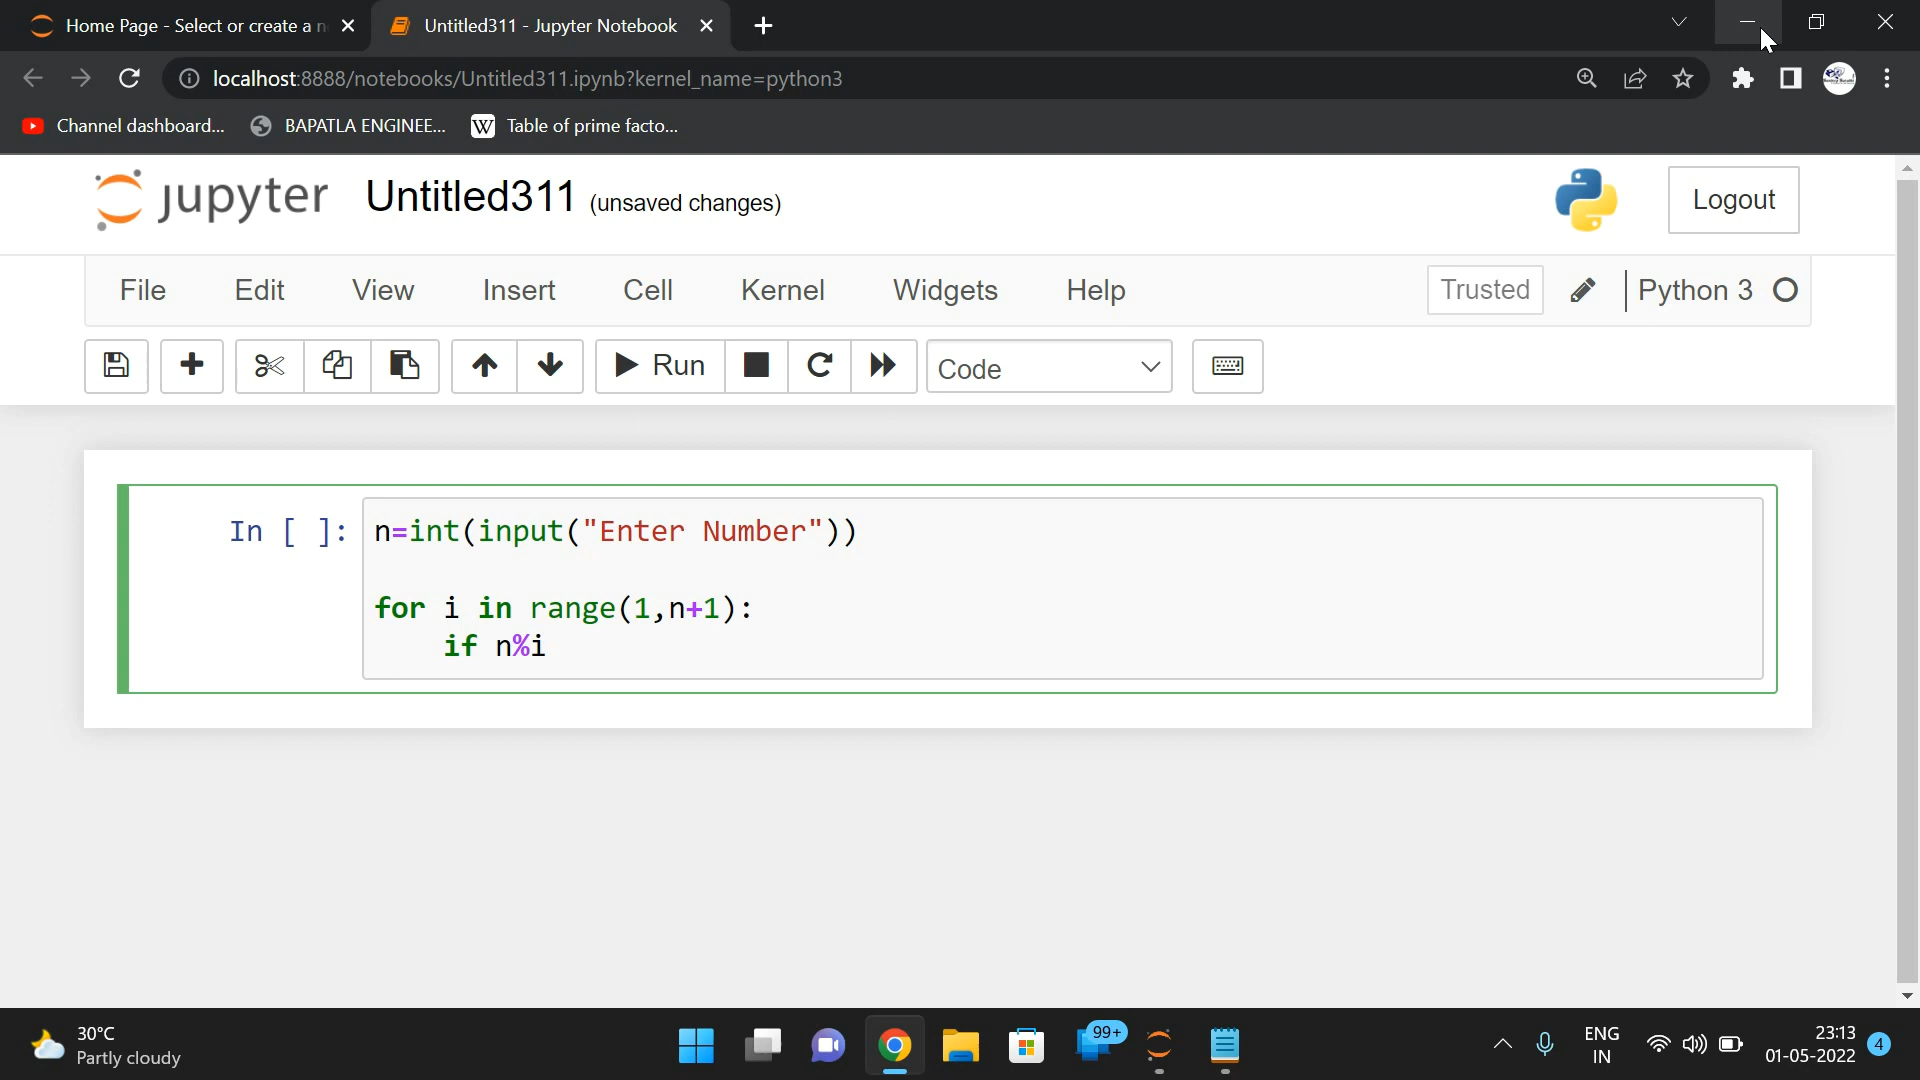 Home Page - Select or create a n
Untitled311 - Jupyter Notebook
localhost:8888/notebooks/Untitled311.ipynb?kernel_name=python3
Channel dashboard...
BAPATLA ENGINEE...
W Table of prime facto...
jupyter Untitled311 (unsaved changes)
Logout
File Edit View Insert Cell Kernel Widgets Help Trusted Python 3
Run Code
In [ ]: n=int(input("Enter Number"))
for i in range(1,n+1):
if n%i
30°C
Partly cloudy
99+
ENG
IN
23:13
01-05-2022
4